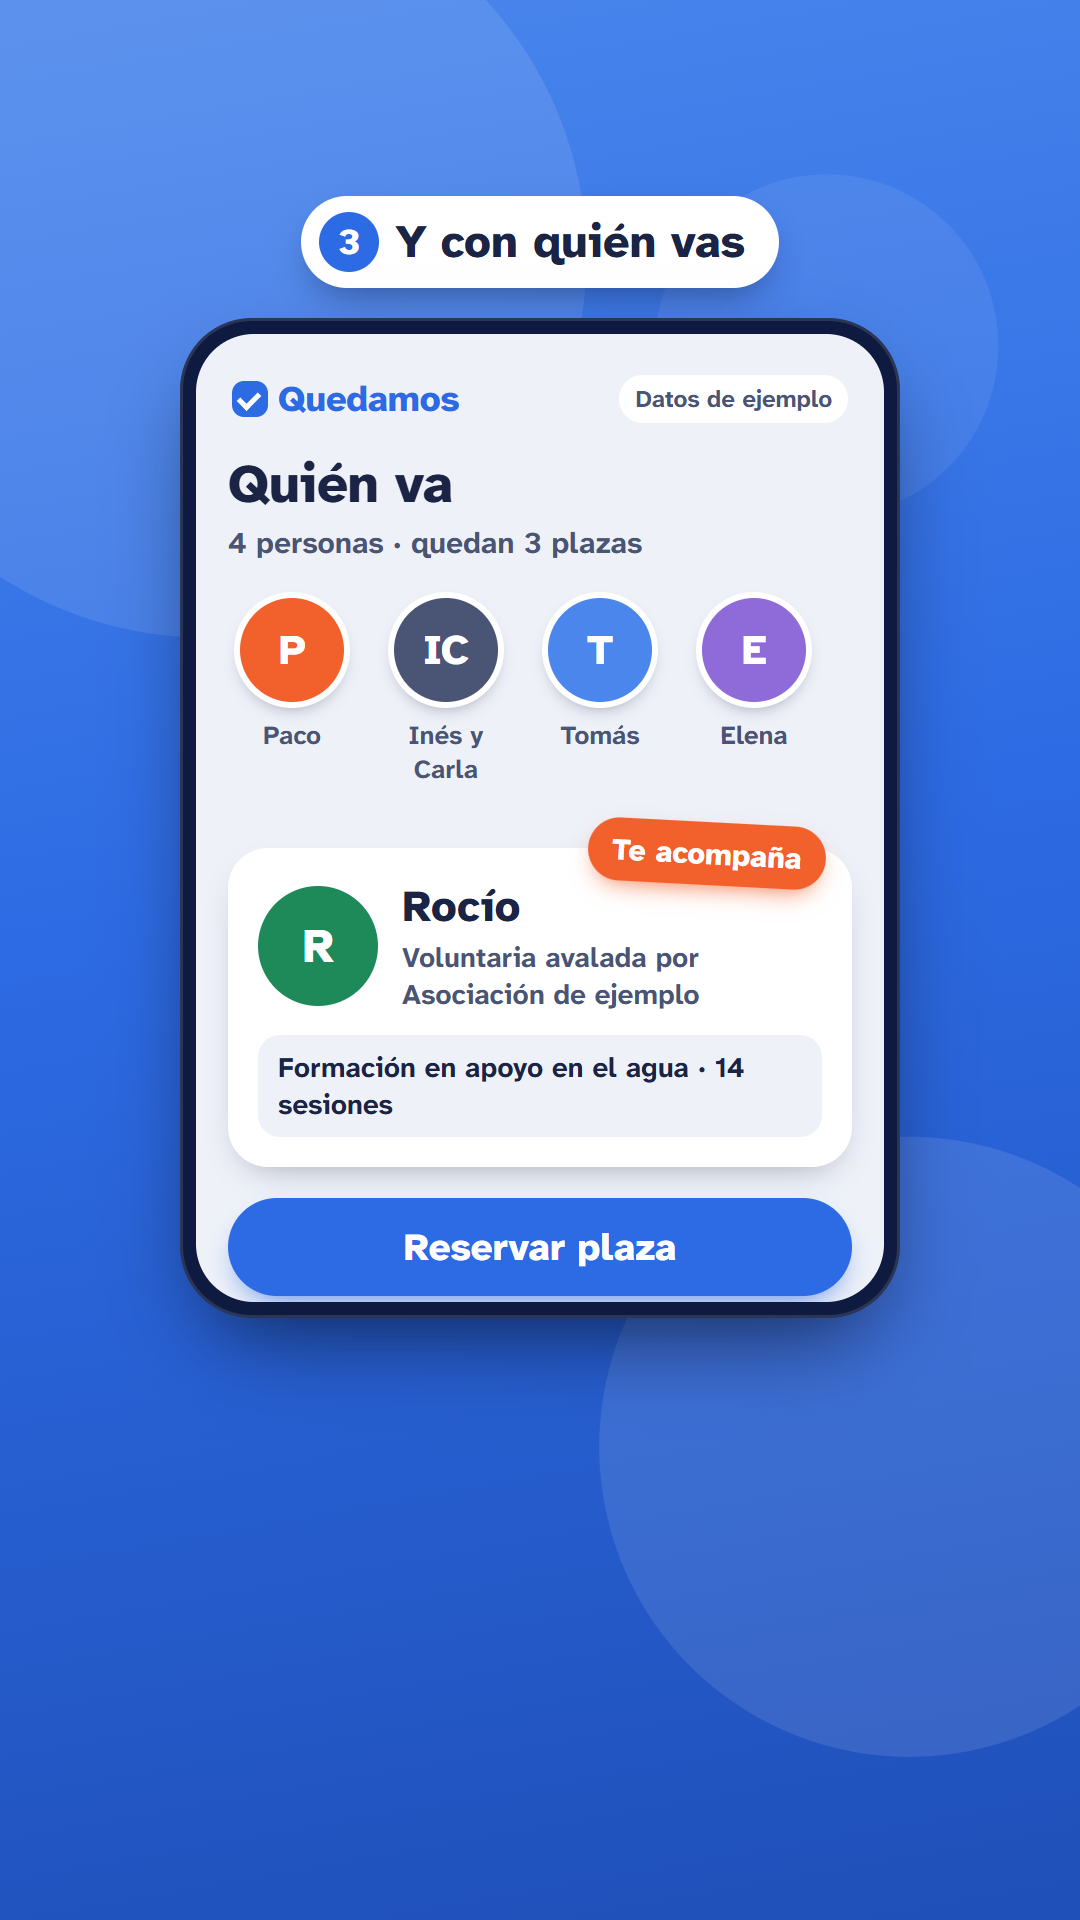 3 Y con quién vas
Quedamos
Datos de ejemplo
Quién va
4 personas · quedan 3 plazas
P
IC
T
E
Paco
Inés y
Carla
Tomás
Elena
Te acompaña
R
Rocío
Voluntaria avalada por
Asociación de ejemplo
Formación en apoyo en el agua · 14
sesiones
Reservar plaza